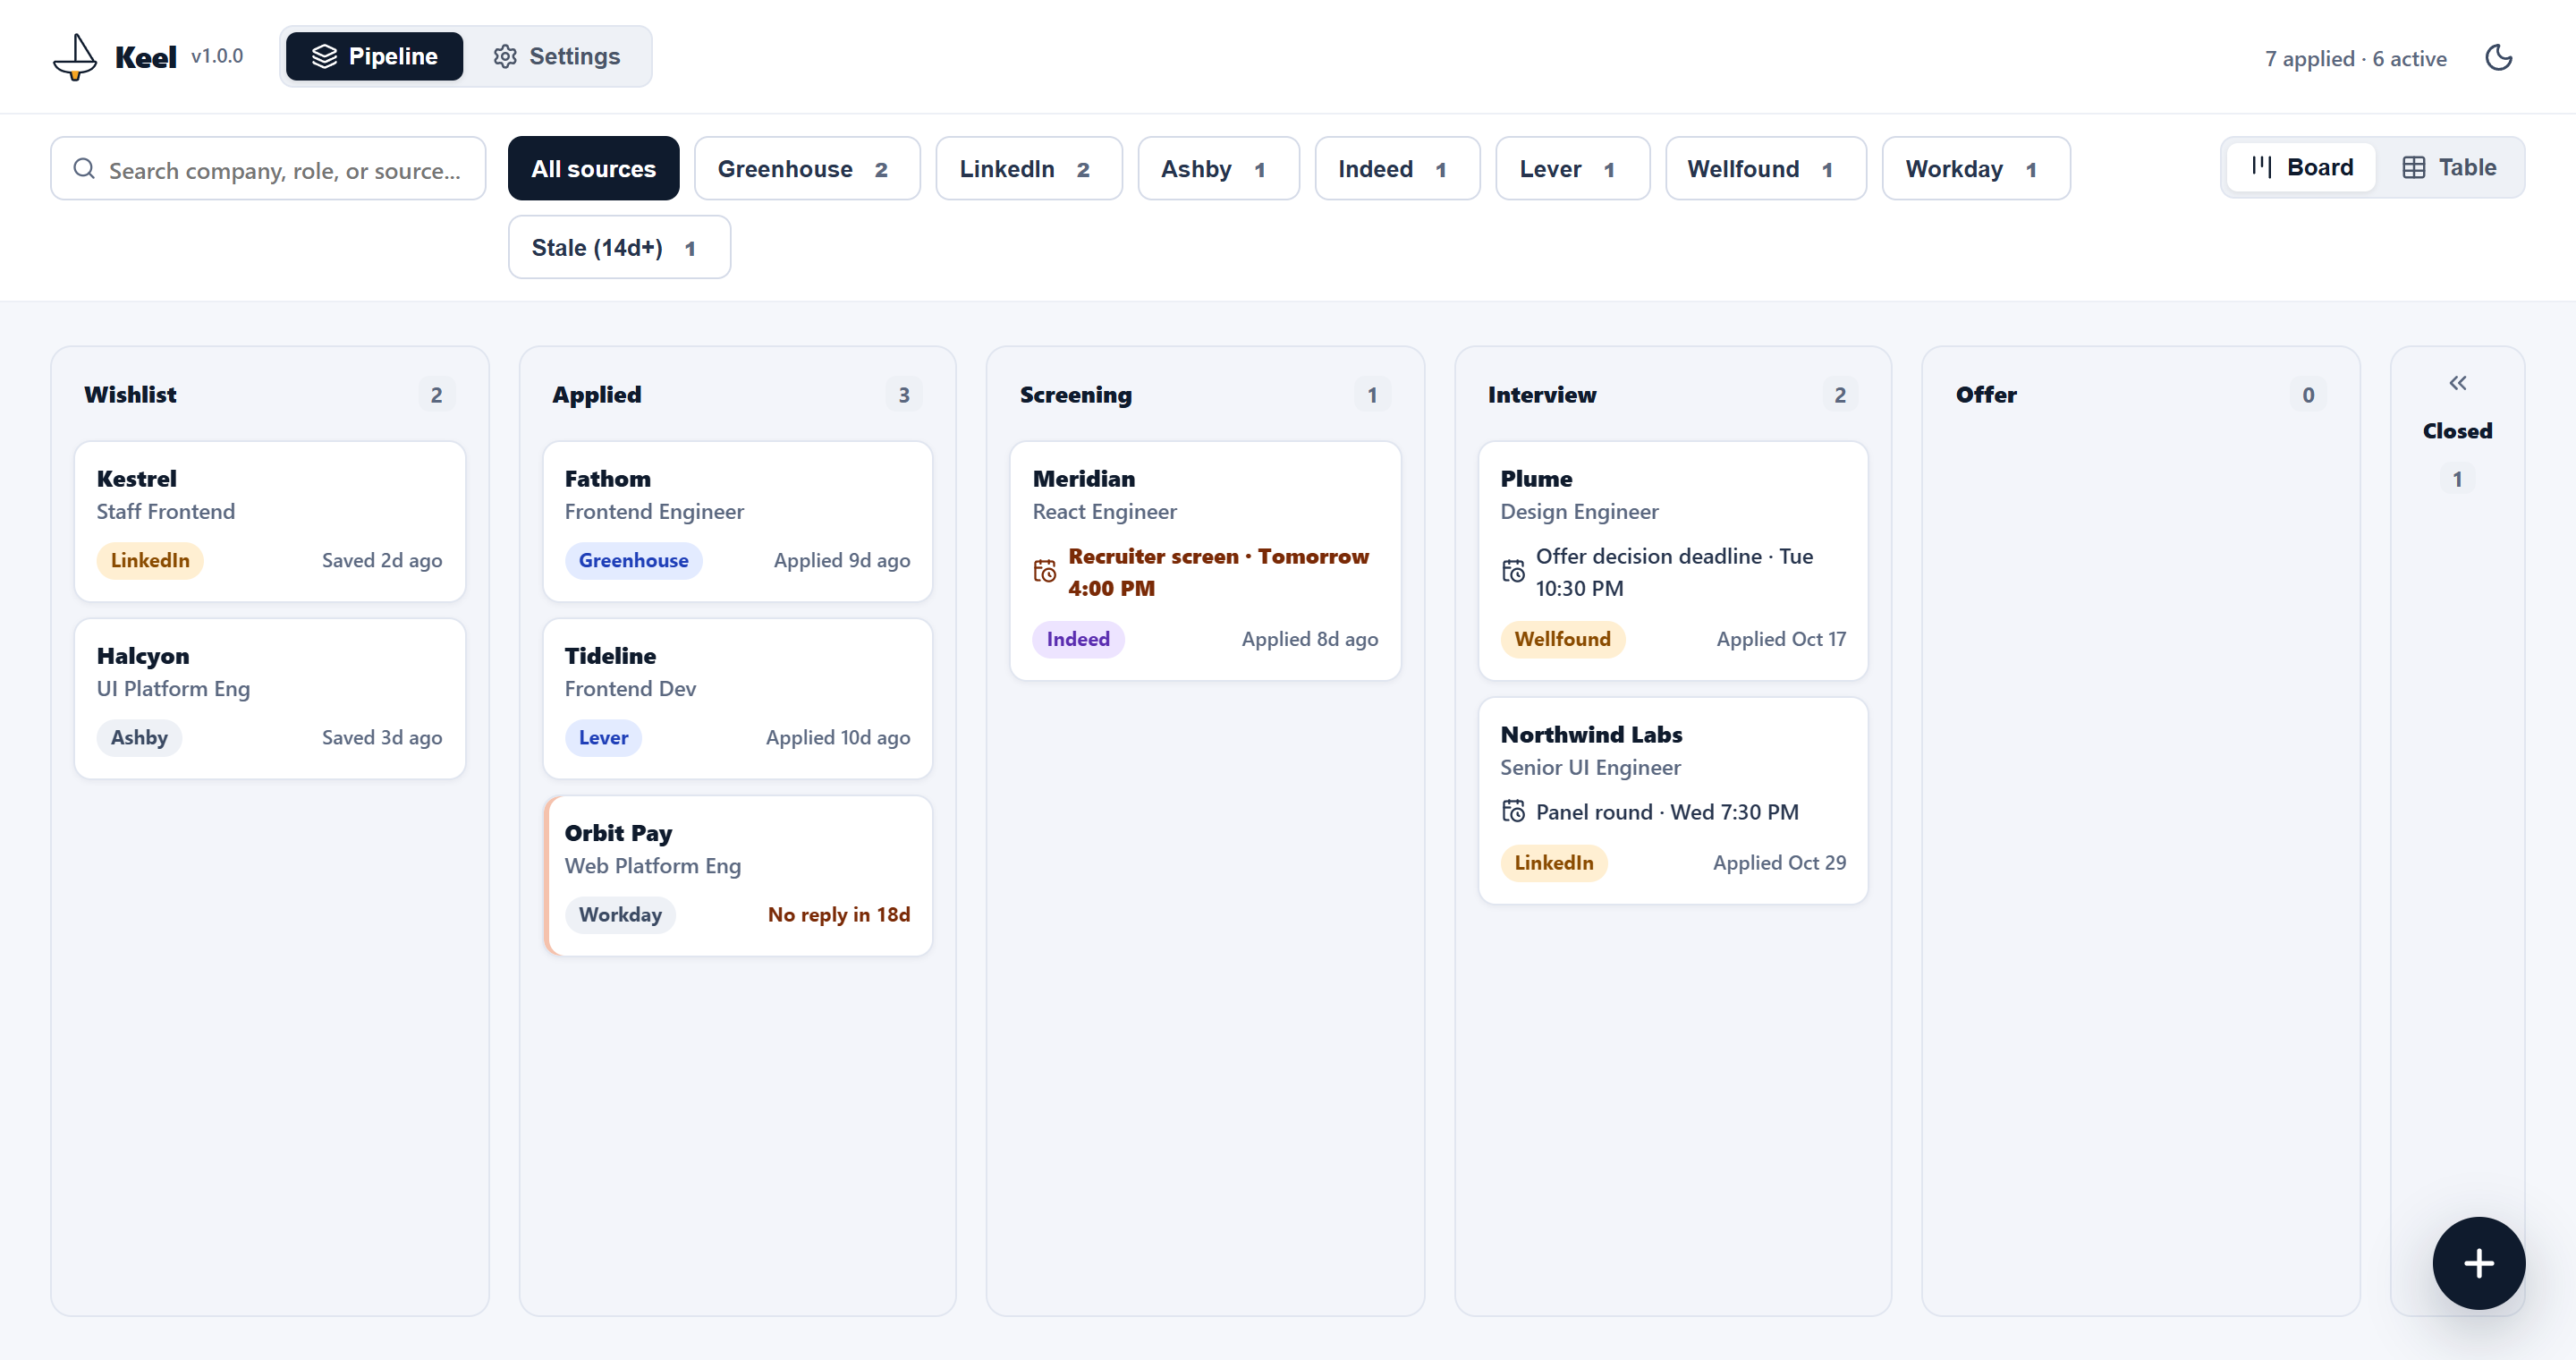 Keel v1.0.0
Pipeline
Settings
7 applied · 6 active
Search company, role, or source...
All sources
Greenhouse 2
LinkedIn 2
Ashby 1
Indeed 1
Lever 1
Wellfound 1
Workday 1
Stale (14d+) 1
Board
Table
Wishlist 2
Kestrel
Staff Frontend
LinkedIn
Saved 2d ago
Halcyon
UI Platform Eng
Ashby
Saved 3d ago
Applied 3
Fathom
Frontend Engineer
Greenhouse
Applied 9d ago
Tideline
Frontend Dev
Lever
Applied 10d ago
Orbit Pay
Web Platform Eng
Workday
No reply in 18d
Screening 1
Meridian
React Engineer
Recruiter screen · Tomorrow
4:00 PM
Indeed
Applied 8d ago
Interview 2
Plume
Design Engineer
Offer decision deadline · Tue
10:30 PM
Wellfound
Applied Oct 17
Northwind Labs
Senior UI Engineer
Panel round · Wed 7:30 PM
LinkedIn
Applied Oct 29
Offer 0
Closed
1